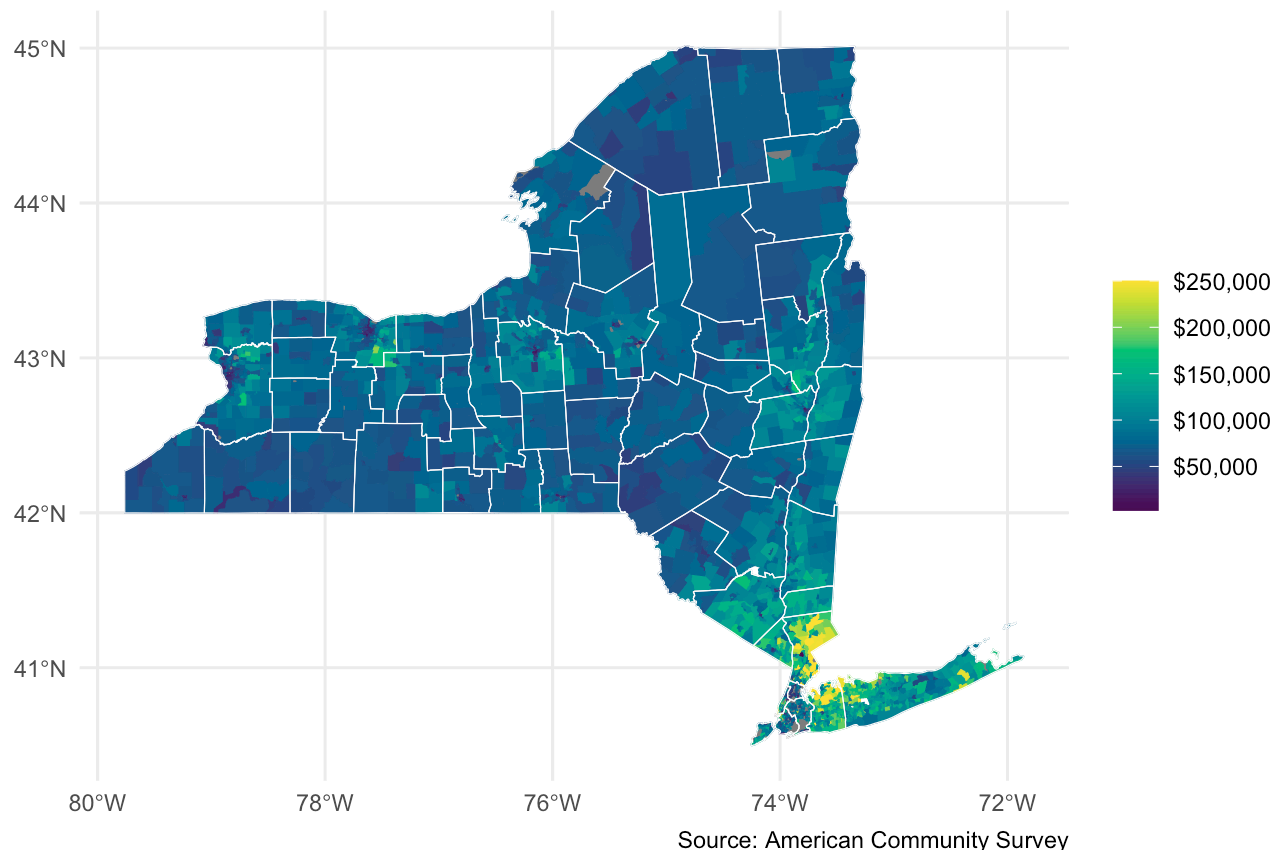 45°N
44°N
43°N
42°N
41°N
80°W
78°W
76°W
74°W
72°W
$250,000
$200,000
$150,000
$100,000
$50,000
Source: American Community Survey